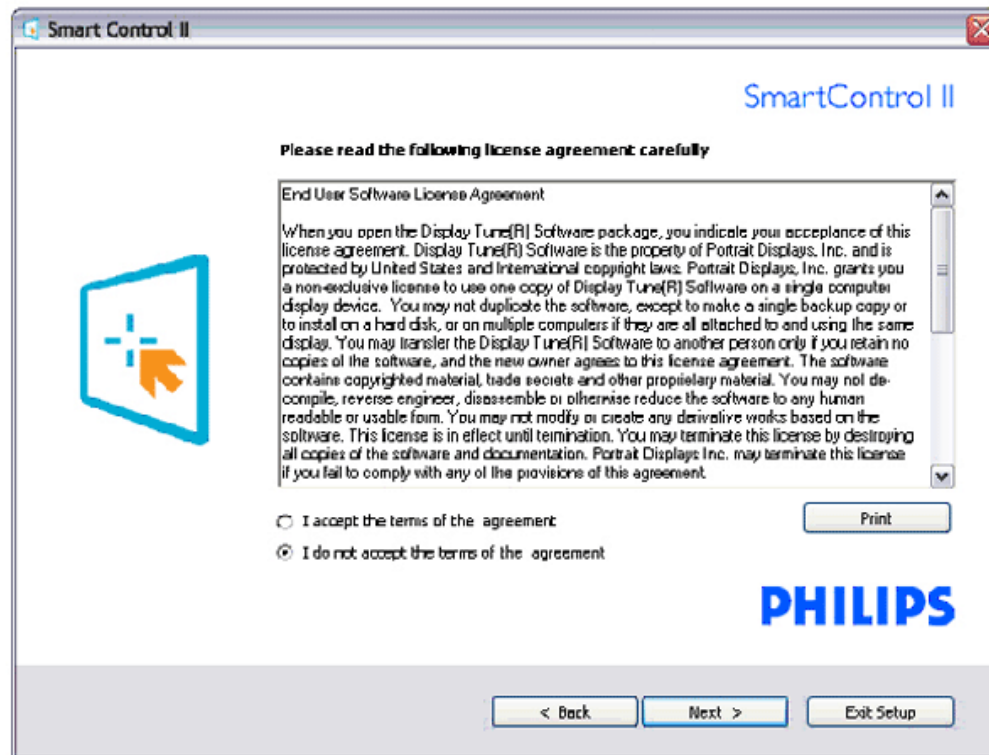 Smart Control II
SmartControl II
Please read the following license agreement carefully
End User Software License Agreement
When you open the Display Tune(R) Software package, you indicate your acceptance of this
license agreement. Display Tune(R) Software is the property of Portrait Displays, Inc. and is
protected by United States and International copyright laws. Portrait Displays, Inc. grants you
a non-exclusive license to use one copy of Display Tune(R) Software on a single computer
display device. You may not duplicate the software, except to make a single backup copy or
to install on a hard disk, or on multiple computers if they are all attached to and using the same
display. You may transfer the Display Tune(R) Software to another person only if you retain no
copies of the software, and the new owner agrees to this license agreement. The software
contains copyrighted material, trade secrets and other proprietary material. You may not de-
compile, reverse engineer, disassemble or otherwise reduce the software to any human
readable or usable form. You may not modify or create any derivative works based on the
software. This license is in effect until termination. You may terminate this license by destroying
all copies of the software and documentation. Portrait Displays Inc. may terminate this license
if you fail to comply with any of the provisions of this agreement.
I accept the terms of the agreement
Print
I do not accept the terms of the agreement
PHILIPS
< Back
Next >
Exit Setup